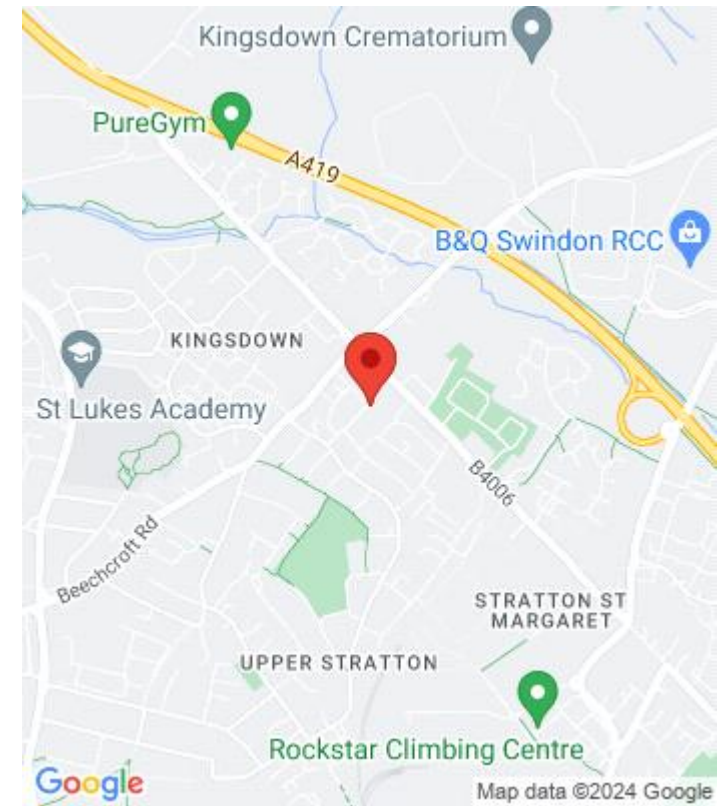 Kingsdown Crematorium
PureGym
A419
B&Q Swindon RCC
KINGSDOWN
St Lukes Academy
B4006
Beechcroft Rd
STRATTON ST
MARGARET
UPPER STRATTON
Rockstar Climbing Centre
Google
Map data ©2024 Google